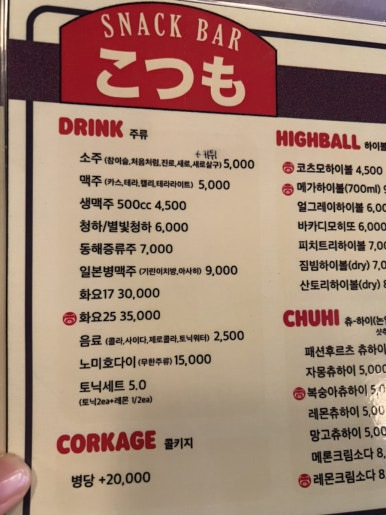 SNACK BAR
こつも
DRINK 주류
+켈리
소주 (참이슬,처음처럼,진로,새로,새로살구) 5,000
맥주 (카스,테라,켈리,테라라이트) 5,000
생맥주 500cc 4,500
청하/별빛청하 6,000
동해증류주 7,000
일본병맥주 (기린이치방,아사히) 9,000
화요17 30,000
화요25 35,000
음료 (콜라,사이다,제로콜라,토닉워터) 2,500
노미호다이 (무한주류) 15,000
토닉세트 5.0
(토닉2ea+레몬 1/2ea)
CORKAGE 콜키지
병당 +20,000
HIGHBALL 하이볼
코츠모하이볼 4,500
메가하이볼(700ml) 9
얼그레이하이볼 6,00
바카디모히또 6,000
피치트리하이볼 7,00
짐빔하이볼(dry) 7,0
산토리하이볼(dry) 8
CHUHI 츄-하이
패션후르츠 츄하이
자몽츄하이 5,000
복숭아츄하이 5,0
레몬츄하이 5,00
망고츄하이 5,00
메론크림소다 8,
레몬크림소다 8